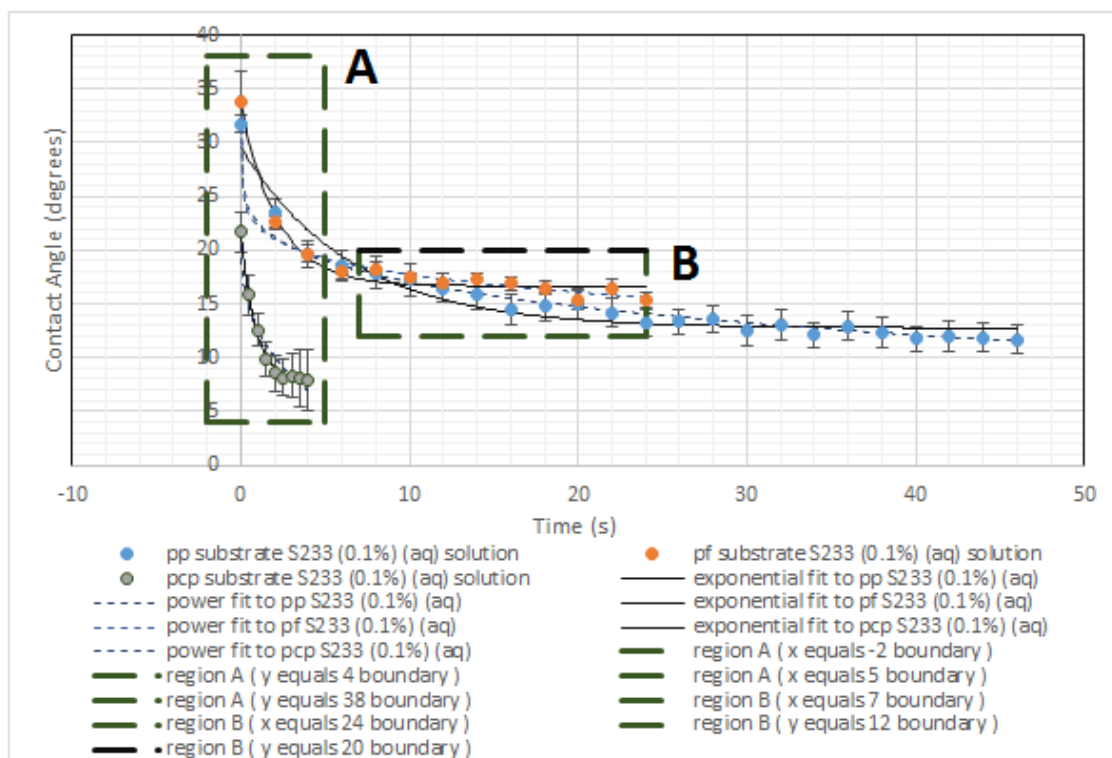 40
A
35
30
25
20
B
15
10
5
0
Contact Angle (degrees)
-10 0 10 20 30 40 50
Time (s)
pp substrate S233 (0.1%) (aq) solution pf substrate S233 (0.1%) (aq) solution
pcp substrate S233 (0.1%) (aq) solution exponential fit to pp S233 (0.1%) (aq)
power fit to pp S233 (0.1%) (aq) exponential fit to pf S233 (0.1%) (aq)
power fit to pf S233 (0.1%) (aq) exponential fit to pcp S233 (0.1%) (aq)
power fit to pcp S233 (0.1%) (aq) region A ( x equals -2 boundary )
region A ( y equals 4 boundary ) region A ( x equals 5 boundary )
region A ( y equals 38 boundary ) region B ( x equals 7 boundary )
region B ( x equals 24 boundary ) region B ( y equals 12 boundary )
region B ( y equals 20 boundary )